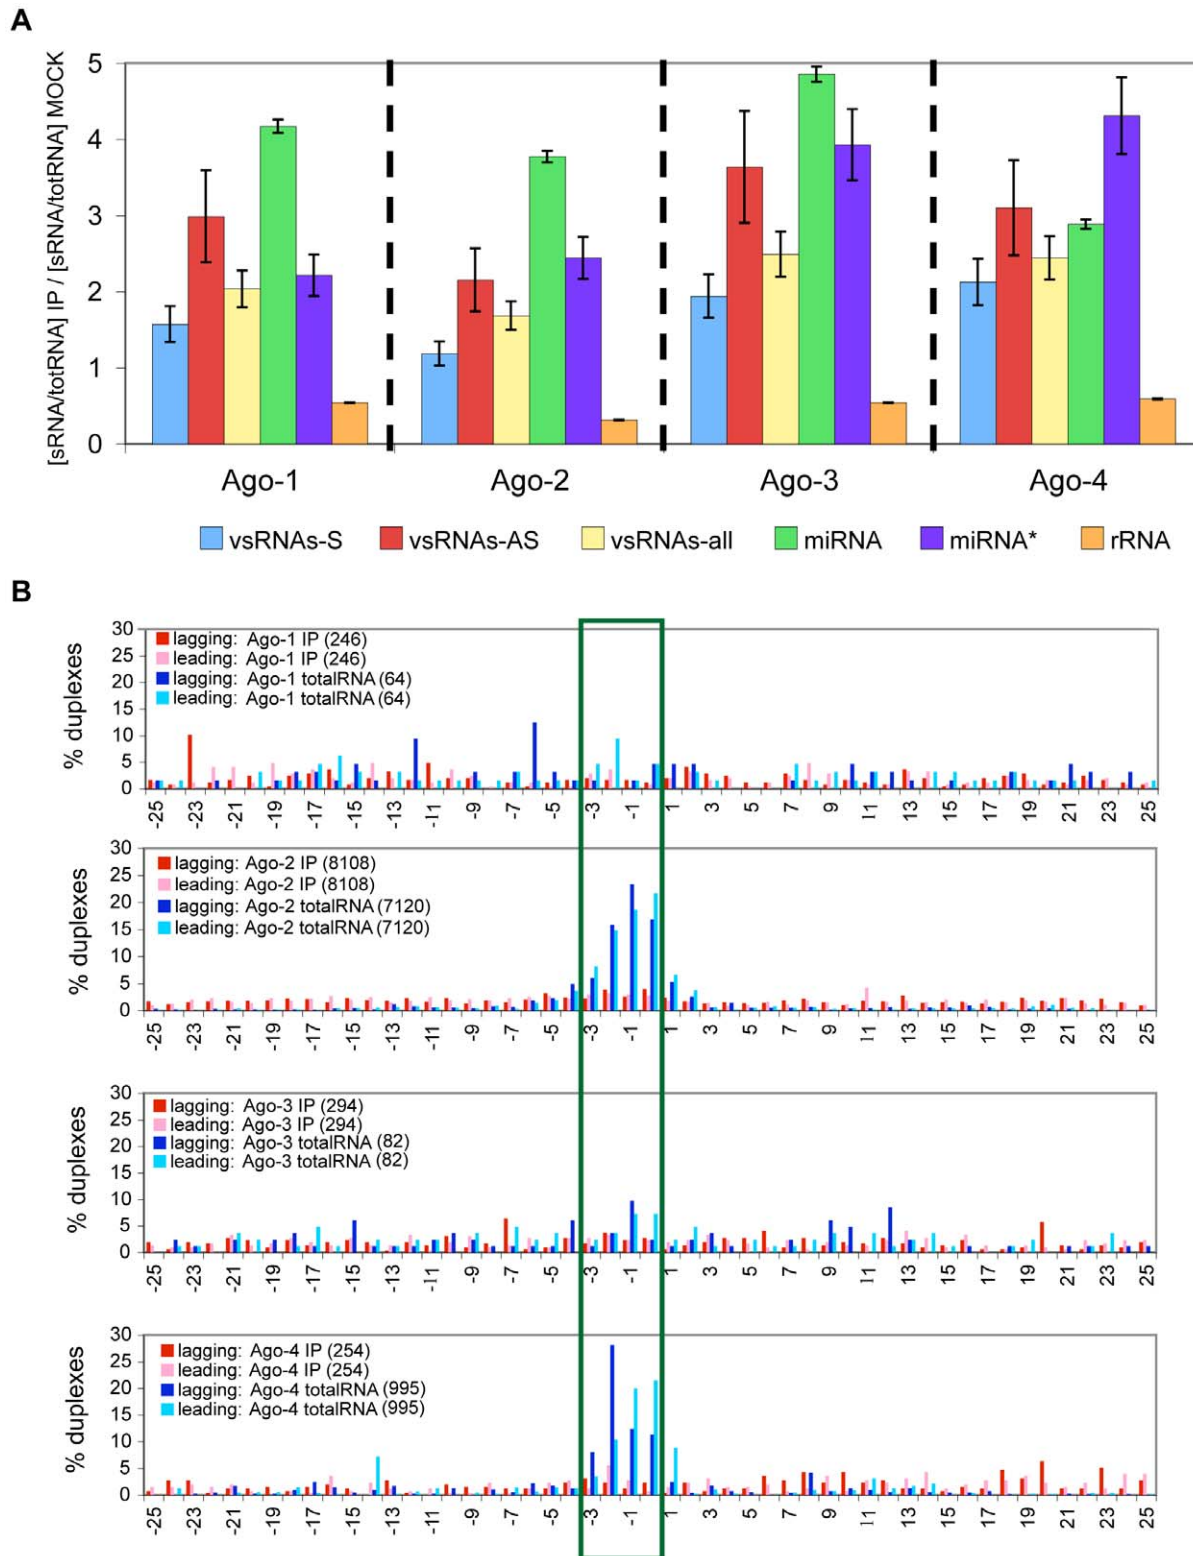 A
[sRNA/totRNA] IP / [sRNA/totRNA] MOCK
5
4
3
2
1
0
Ago-1 Ago-2 Ago-3 Ago-4
vsRNAs-S vsRNAs-AS vsRNAs-all miRNA miRNA* rRNA
B
% duplexes
30
25
20
15
10
5
0
lagging: Ago-1 IP (246)
leading: Ago-1 IP (246)
lagging: Ago-1 totalRNA (64)
leading: Ago-1 totalRNA (64)
-25 -23 -21 -19 -17 -15 -13 -11 -9 -7 -5 -3 -1 1 3 5 7 9 11 13 15 17 19 21 23 25
% duplexes
30
25
20
15
10
5
0
lagging: Ago-2 IP (8108)
leading: Ago-2 IP (8108)
lagging: Ago-2 totalRNA (7120)
leading: Ago-2 totalRNA (7120)
-25 -23 -21 -19 -17 -15 -13 -11 -9 -7 -5 -3 -1 1 3 5 7 9 11 13 15 17 19 21 23 25
% duplexes
30
25
20
15
10
5
0
lagging: Ago-3 IP (294)
leading: Ago-3 IP (294)
lagging: Ago-3 totalRNA (82)
leading: Ago-3 totalRNA (82)
-25 -23 -21 -19 -17 -15 -13 -11 -9 -7 -5 -3 -1 1 3 5 7 9 11 13 15 17 19 21 23 25
% duplexes
30
25
20
15
10
5
0
lagging: Ago-4 IP (254)
leading: Ago-4 IP (254)
lagging: Ago-4 totalRNA (995)
leading: Ago-4 totalRNA (995)
-25 -23 -21 -19 -17 -15 -13 -11 -9 -7 -5 -3 -1 1 3 5 7 9 11 13 15 17 19 21 23 25